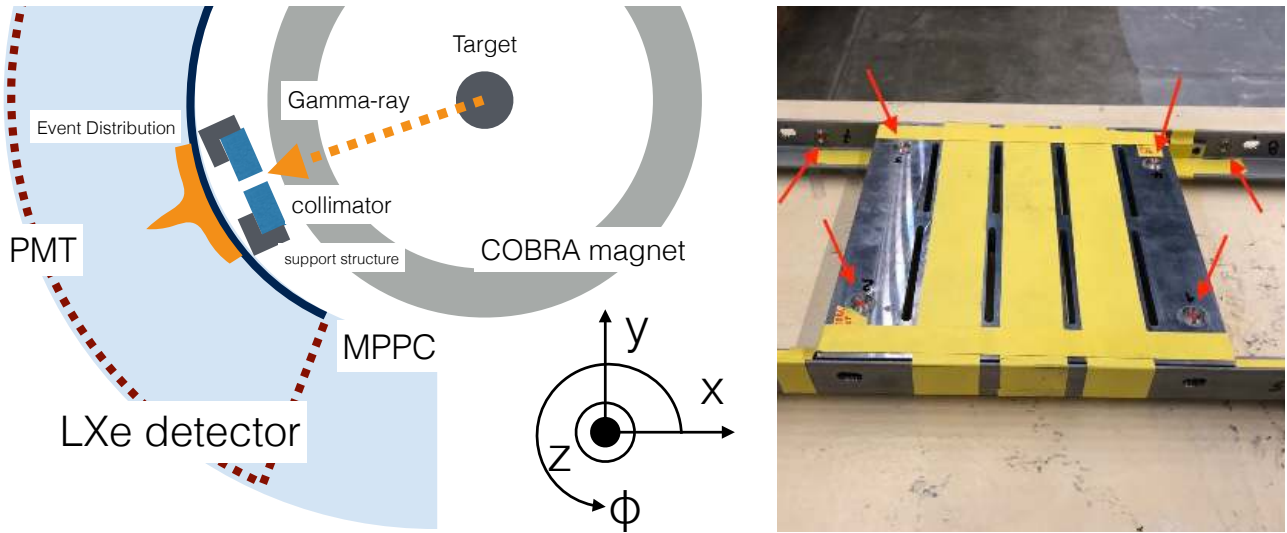 Target
Gamma-ray
Event Distribution
collimator
PMT
COBRA magnet
support structure
MPPC
LXe detector
y
x
z
ϕ